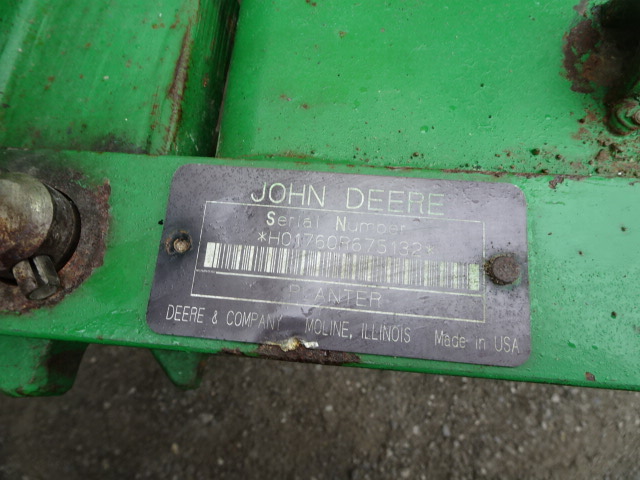 JOHN DEERE
Serial Number
*H01760R675132*
PLANTER
DEERE & COMPANY MOLINE, ILLINOIS Made in USA